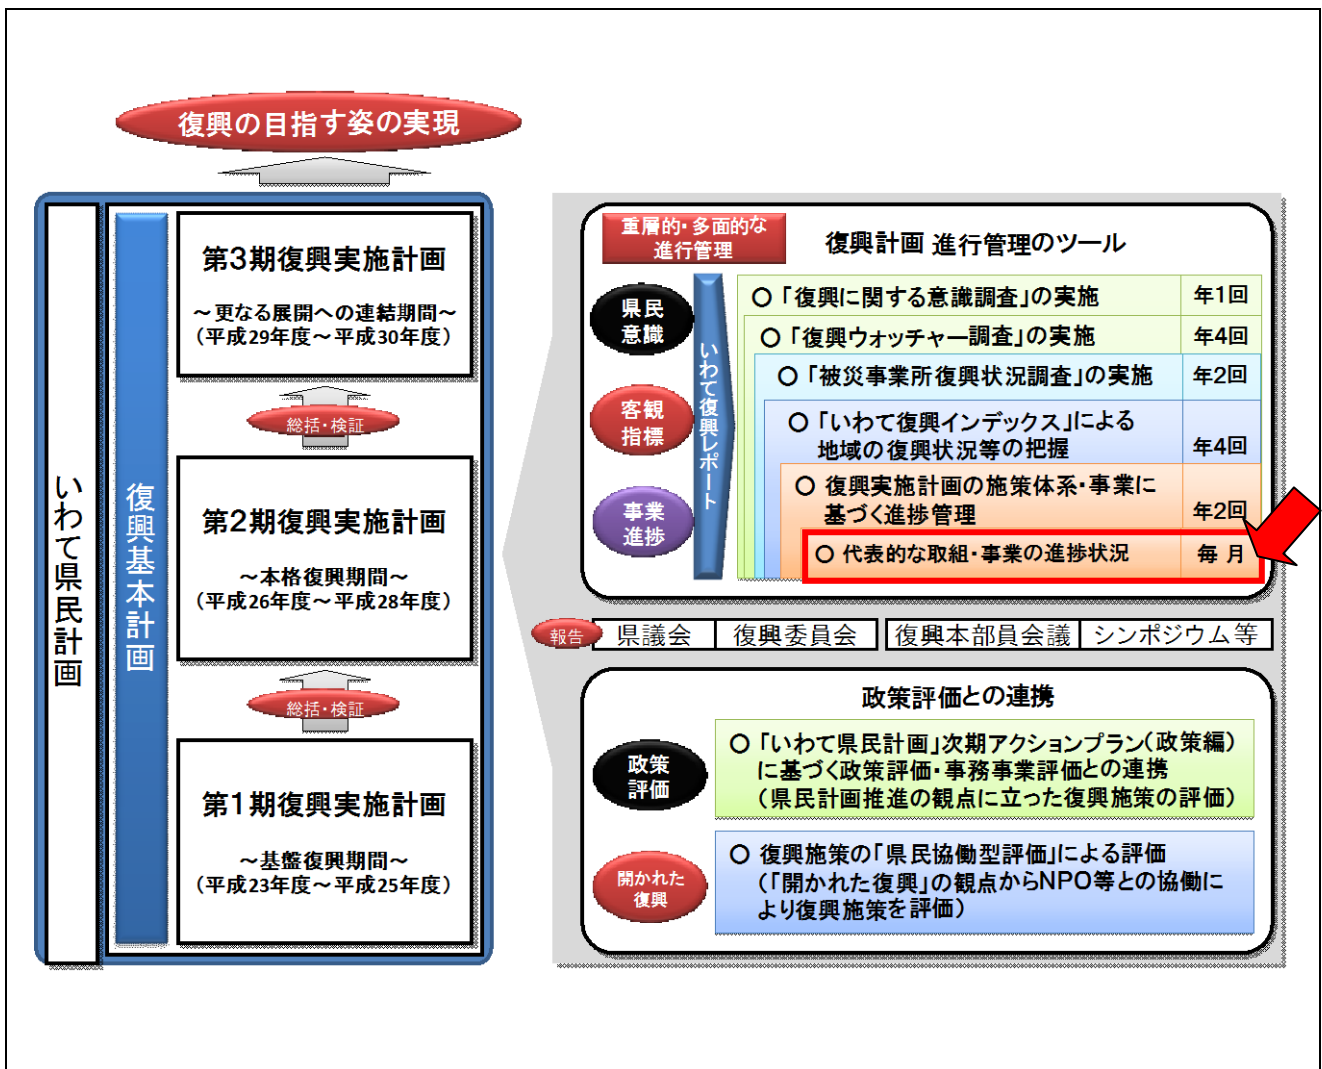 復興の目指す姿の実現
いわて県民計画
復興基本計画
第3期復興実施計画
～更なる展開への連結期間～
（平成29年度～平成30年度）
総括・検証
第2期復興実施計画
～本格復興期間～
（平成26年度～平成28年度）
総括・検証
第1期復興実施計画
～基盤復興期間～
（平成23年度～平成25年度）
重層的・多面的な
進行管理
復興計画 進行管理のツール
県民
意識
客観
指標
事業
進捗
いわて復興レポート
○「復興に関する意識調査」の実施 年1回
○「復興ウォッチャー調査」の実施 年4回
○「被災事業所復興状況調査」の実施 年2回
○「いわて復興インデックス」による
地域の復興状況等の把握 年4回
○ 復興実施計画の施策体系・事業に
基づく進捗管理 年2回
○ 代表的な取組・事業の進捗状況 毎月
報告 県議会 復興委員会 復興本部員会議 シンポジウム等
政策評価との連携
政策
評価
○「いわて県民計画」次期アクションプラン（政策編）
に基づく政策評価・事務事業評価との連携
（県民計画推進の観点に立った復興施策の評価）
開かれた
復興
○ 復興施策の「県民協働型評価」による評価
（「開かれた復興」の観点からNPO等との協働に
より復興施策を評価）